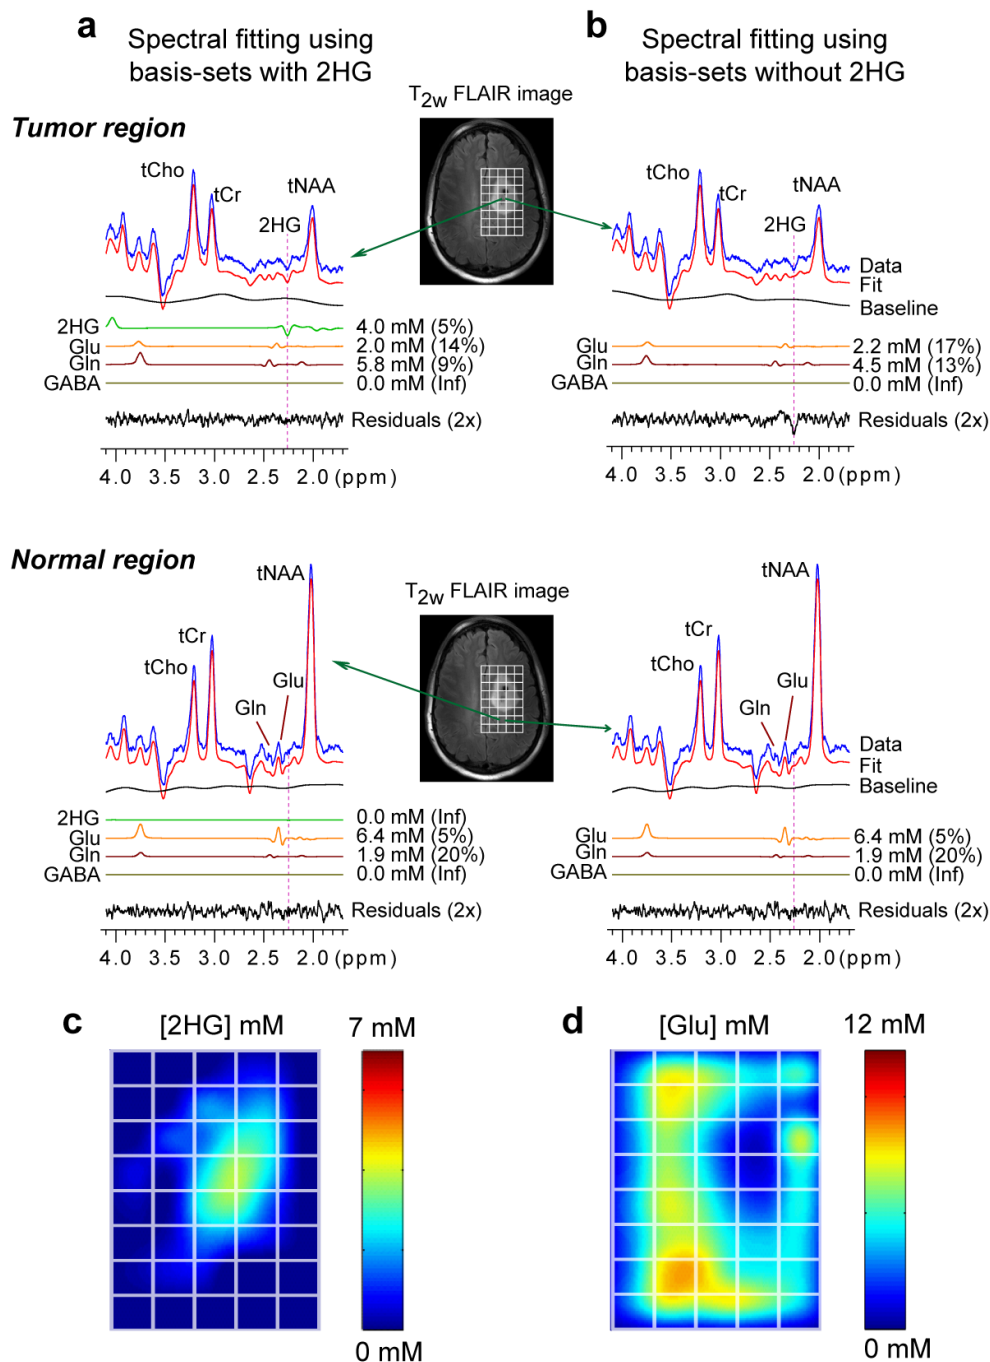 a
Spectral fitting using
basis-sets with 2HG
b
Spectral fitting using
basis-sets without 2HG
T2w FLAIR image
Tumor region
tCho
tCr
tNAA
2HG
2HG 4.0 mM (5%)
Glu 2.0 mM (14%)
Gln 5.8 mM (9%)
GABA 0.0 mM (Inf)
Residuals (2x)
4.0 3.5 3.0 2.5 2.0 (ppm)
tCho
tCr
tNAA
2HG
Data
Fit
Baseline
Glu 2.2 mM (17%)
Gln 4.5 mM (13%)
GABA 0.0 mM (Inf)
Residuals (2x)
4.0 3.5 3.0 2.5 2.0 (ppm)
Normal region
T2w FLAIR image
tNAA
tCr
tCho
Glu
Gln
2HG 0.0 mM (Inf)
Glu 6.4 mM (5%)
Gln 1.9 mM (20%)
GABA 0.0 mM (Inf)
Residuals (2x)
4.0 3.5 3.0 2.5 2.0 (ppm)
tNAA
tCr
tCho
Glu
Gln
Data
Fit
Baseline
Glu 6.4 mM (5%)
Gln 1.9 mM (20%)
GABA 0.0 mM (Inf)
Residuals (2x)
4.0 3.5 3.0 2.5 2.0 (ppm)
c
[2HG] mM
7 mM
0 mM
d
[Glu] mM
12 mM
0 mM